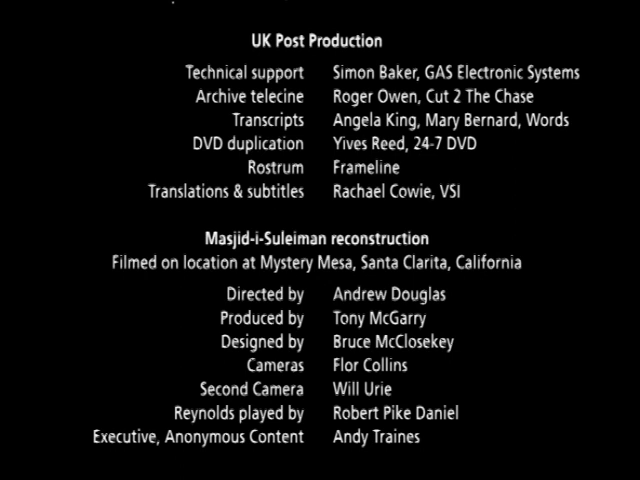 UK Post Production
Technical support Simon Baker, GAS Electronic Systems
Archive telecine Roger Owen, Cut 2 The Chase
Transcripts Angela King, Mary Bernard, Words
DVD duplication Yives Reed, 24-7 DVD
Rostrum Frameline
Translations & subtitles Rachael Cowie, VSI
Masjid-i-Suleiman reconstruction
Filmed on location at Mystery Mesa, Santa Clarita, California
Directed by Andrew Douglas
Produced by Tony McGarry
Designed by Bruce McClosekey
Cameras Flor Collins
Second Camera Will Urie
Reynolds played by Robert Pike Daniel
Executive, Anonymous Content Andy Traines